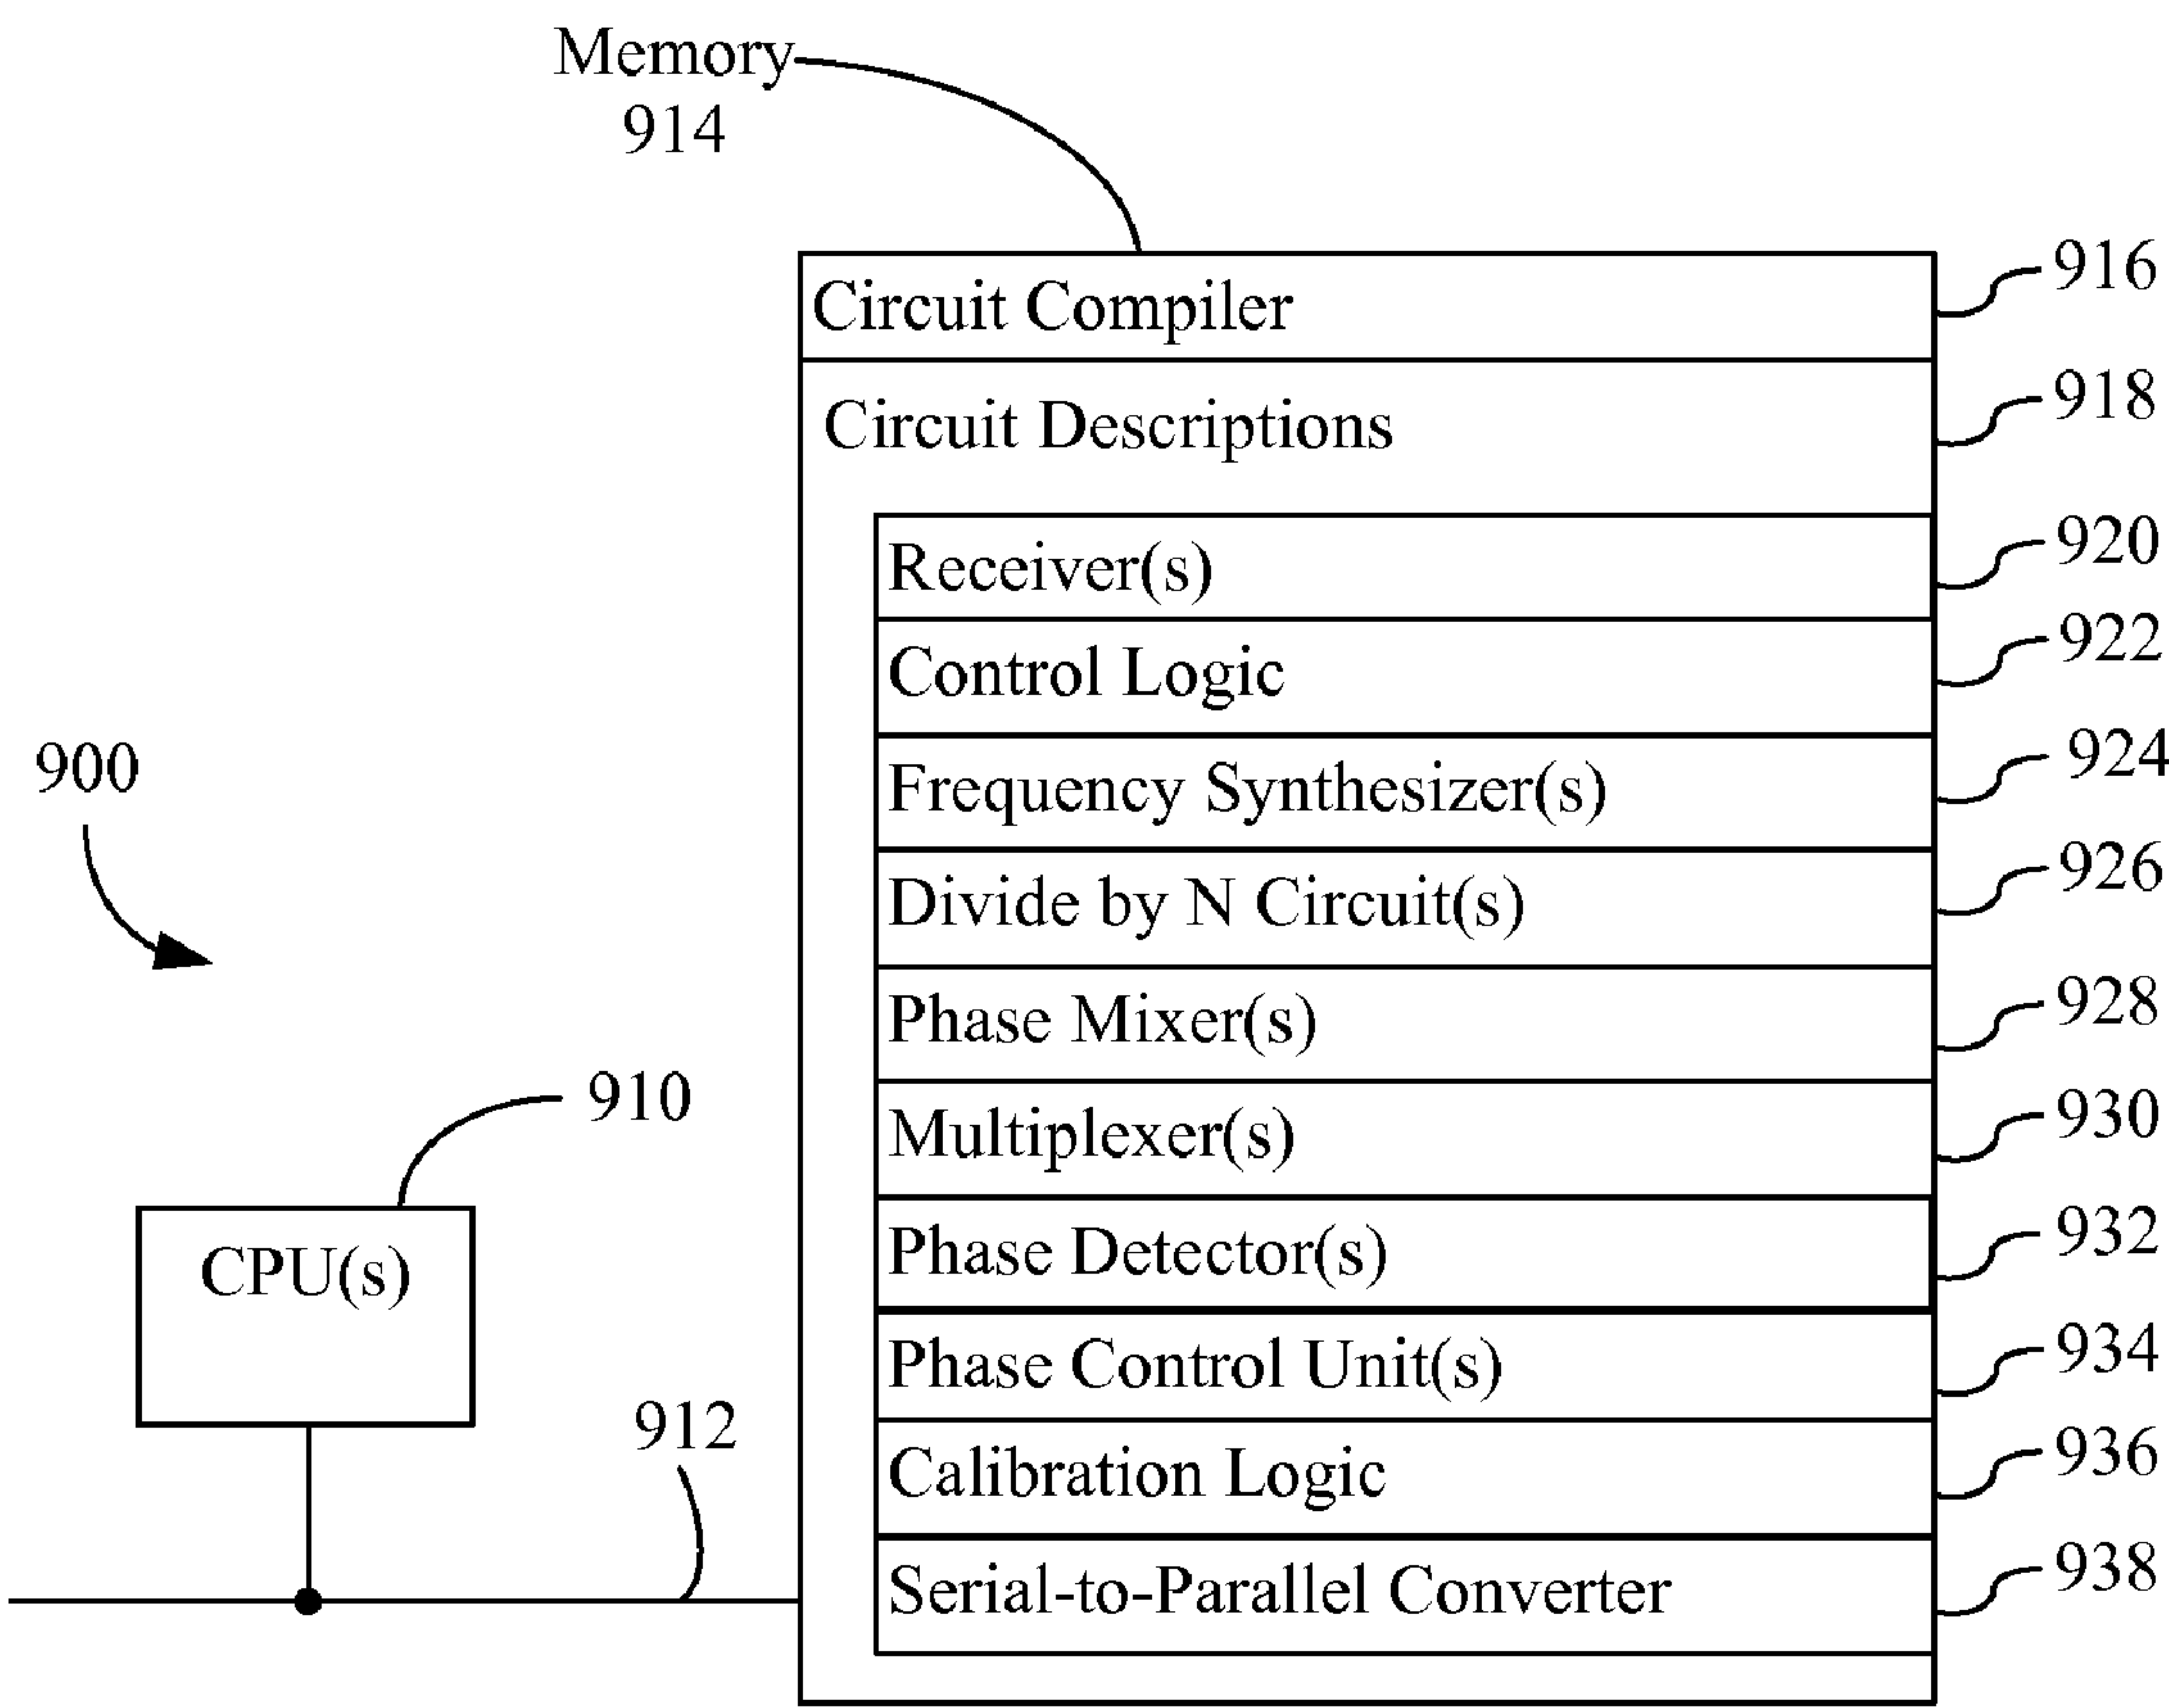 Memory
914
Circuit Compiler
916
Circuit Descriptions
918
Receiver(s)
920
Control Logic
922
Frequency Synthesizer(s)
924
Divide by N Circuit(s)
926
Phase Mixer(s)
928
Multiplexer(s)
930
Phase Detector(s)
932
Phase Control Unit(s)
934
Calibration Logic
936
Serial-to-Parallel Converter
938
900
910
CPU(s)
912